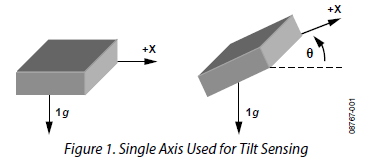 +X
+X
θ
1g
1g
08767-001
Figure 1. Single Axis Used for Tilt Sensing